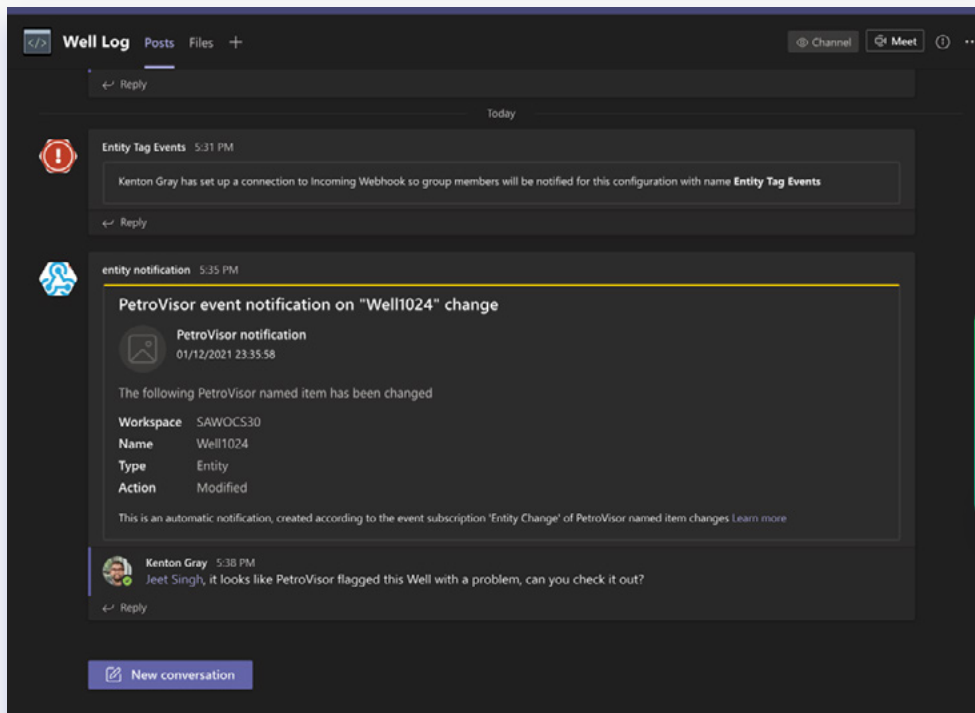 </> Well Log Posts Files + Channel Meet
Reply
Today
Entity Tag Events 5:31 PM
Kenton Gray has set up a connection to Incoming Webhook so group members will be notified for this configuration with name Entity Tag Events
Reply
entity notification 5:35 PM
PetroVisor event notification on "Well1024" change
PetroVisor notification
01/12/2021 23.35.58
The following PetroVisor named item has been changed
Workspace SAWOCS30
Name Well1024
Type Entity
Action Modified
This is an automatic notification, created according to the event subscription 'Entity Change' of PetroVisor named item changes Learn more
Kenton Gray 5:38 PM
Jeet Singh, it looks like PetroVisor flagged this Well with a problem, can you check it out?
Reply
New conversation